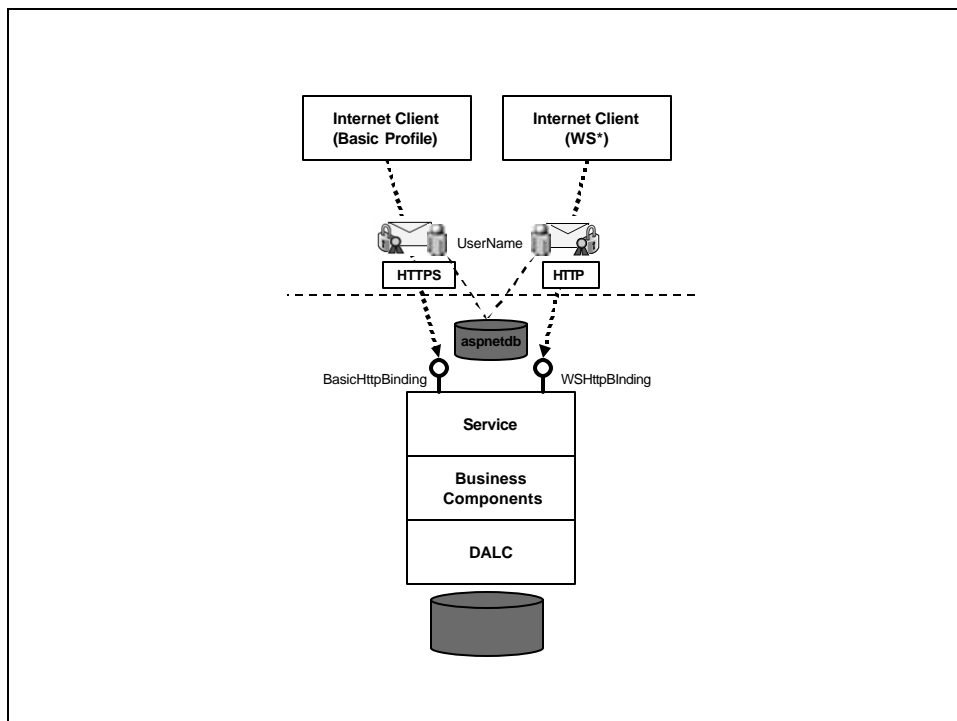 Internet Client
(Basic Profile)
Internet Client
(WS*)
UserName
HTTPS
HTTP
aspnetdb
BasicHttpBinding
WSHttpBInding
Service
Business
Components
DALC